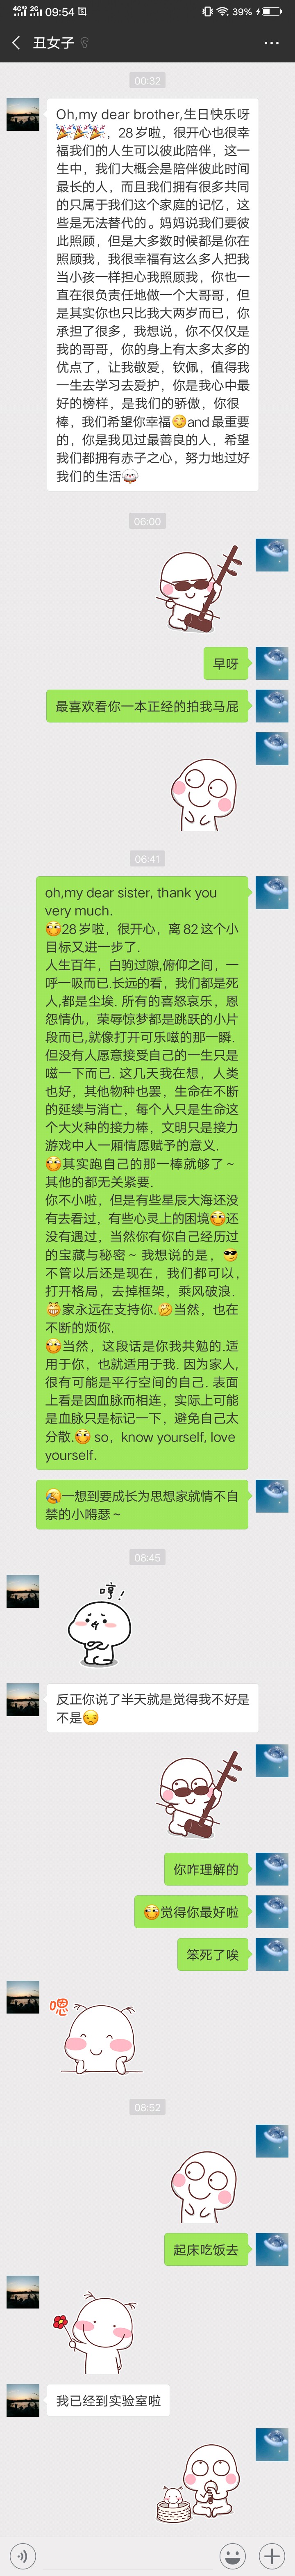 4G 2G 09:54 39%
丑女子
00:32
Oh,my dear brother,生日快乐呀
🎉🎉🎉，28岁啦，很开心也很幸
福我们的人生可以彼此陪伴，这一
生中，我们大概会是陪伴彼此时间
最长的人，而且我们拥有很多共同
的只属于我们这个家庭的记忆，这
些是无法替代的。妈妈说我们要彼
此照顾，但是大多数时候都是你在
照顾我，我很幸福有这么多人把我
当小孩一样担心我照顾我，你也一
直在很负责任地做一个大哥哥，但
是其实你也只比我大两岁而已，你
承担了很多，我想说，你不仅仅是
我的哥哥，你的身上有太多太多的
优点了，让我敬爱，钦佩，值得我
一生去学习去爱护，你是我心中最
好的榜样，是我们的骄傲，你很
棒，我们希望你幸福😊and最重要
的，你是我见过最善良的人，希望
我们都拥有赤子之心，努力地过好
我们的生活
06:00
早呀
最喜欢看你一本正经的拍我马屁
06:41
oh,my dear sister, thank you
very much.
28岁啦，很开心，离82这个小
目标又进一步了.
人生百年，白驹过隙,俯仰之间，一
呼一吸而已.长远的看，我们都是死
人,都是尘埃. 所有的喜怒哀乐，恩
怨情仇，荣辱惊梦都是跳跃的小片
段而已,就像打开可乐嗞的那一瞬.
但没有人愿意接受自己的一生只是
嗞一下而已. 这几天我在想，人类
也好，其他物种也罢，生命在不断
的延续与消亡，每个人只是生命这
个大火种的接力棒，文明只是接力
游戏中人一厢情愿赋予的意义.
其实跑自己的那一棒就够了~
其他的都无关紧要.
你不小啦，但是有些星辰大海还没
有去看过，有些心灵上的困境还
没有遇过，当然你有你自己经历过
的宝藏与秘密~ 我想说的是，😎
不管以后还是现在，我们都可以,
打开格局，去掉框架，乘风破浪.
😁家永远在支持你.🤣当然，也在
不断的烦你.
当然，这段话是你我共勉的.适
用于你，也就适用于我. 因为家人,
很有可能是平行空间的自己. 表面
上看是因血脉而相连，实际上可能
是血脉只是标记一下，避免自己太
分散. so，know yourself, love
yourself.
一想到要成长为思想家就情不自
禁的小嘚瑟~
08:45
哼!
反正你说了半天就是觉得我不好是
不是😒
你咋理解的
觉得你最好啦
笨死了唉
嗯
08:52
起床吃饭去
我已经到实验室啦